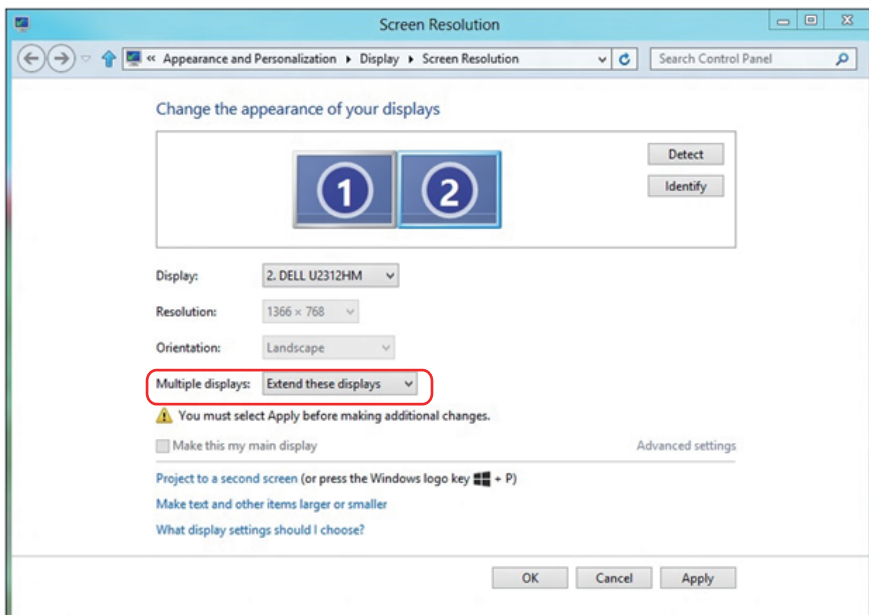 Screen Resolution
« Appearance and Personalization ▸ Display ▸ Screen Resolution
Search Control Panel
Change the appearance of your displays
1 2
Detect
Identify
Display: 2. DELL U2312HM
Resolution: 1366 × 768
Orientation: Landscape
Multiple displays: Extend these displays
You must select Apply before making additional changes.
Make this my main display Advanced settings
Project to a second screen (or press the Windows logo key + P)
Make text and other items larger or smaller
What display settings should I choose?
OK Cancel Apply